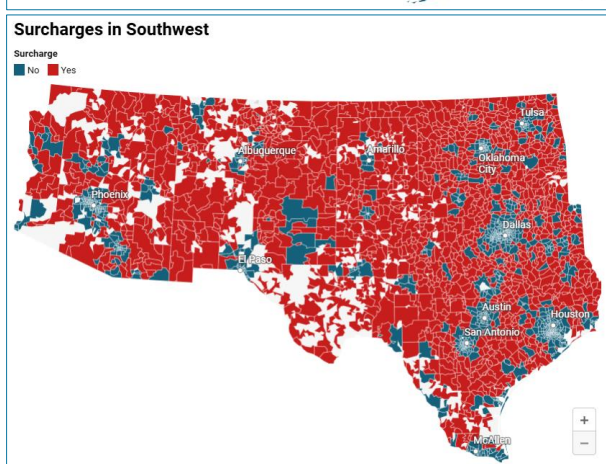 Surcharges in Southwest
Surcharge
No Yes
Tulsa
Albuquerque
Amarillo
Oklahoma
City
Phoenix
Dallas
El Paso
Austin
Houston
San Antonio
McAllen
+
−